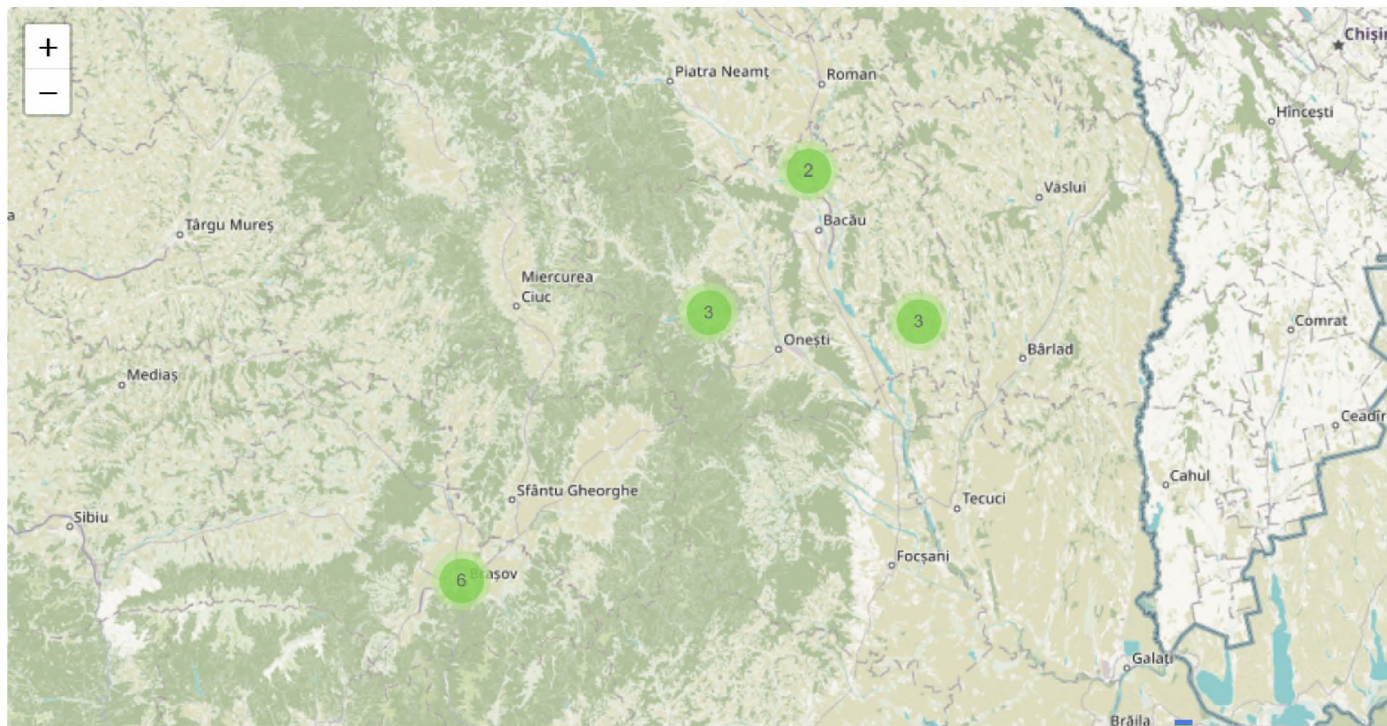 +
−
Chişin
Piatra Neamț
Roman
Hîncești
2
Vaslui
a
Târgu Mureș
Bacău
Miercurea
Ciuc
3
3
Comrat
Onești
Bârlad
Mediaș
Ceadîr
Cahul
Sfântu Gheorghe
Tecuci
Sibiu
Focșani
6
Brașov
Galați
Brăila